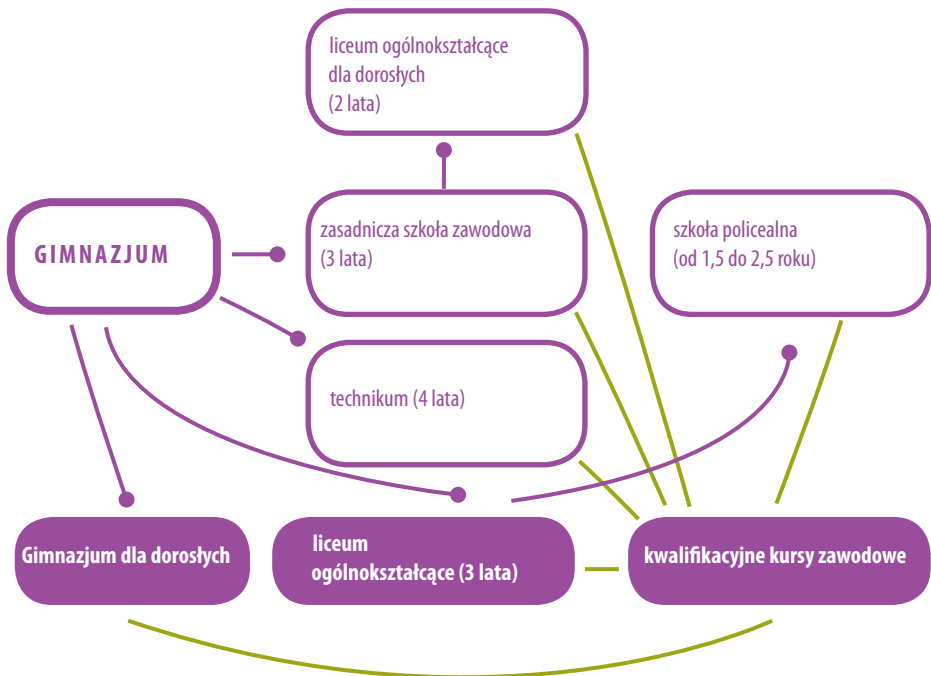 liceum ogólnokształcące
dla dorosłych
(2 lata)
GIMNAZJUM
zasadnicza szkoła zawodowa
(3 lata)
szkoła policealna
(od 1,5 do 2,5 roku)
technikum (4 lata)
Gimnazjum dla dorosłych
liceum
ogólnokształcące (3 lata)
kwalifikacyjne kursy zawodowe